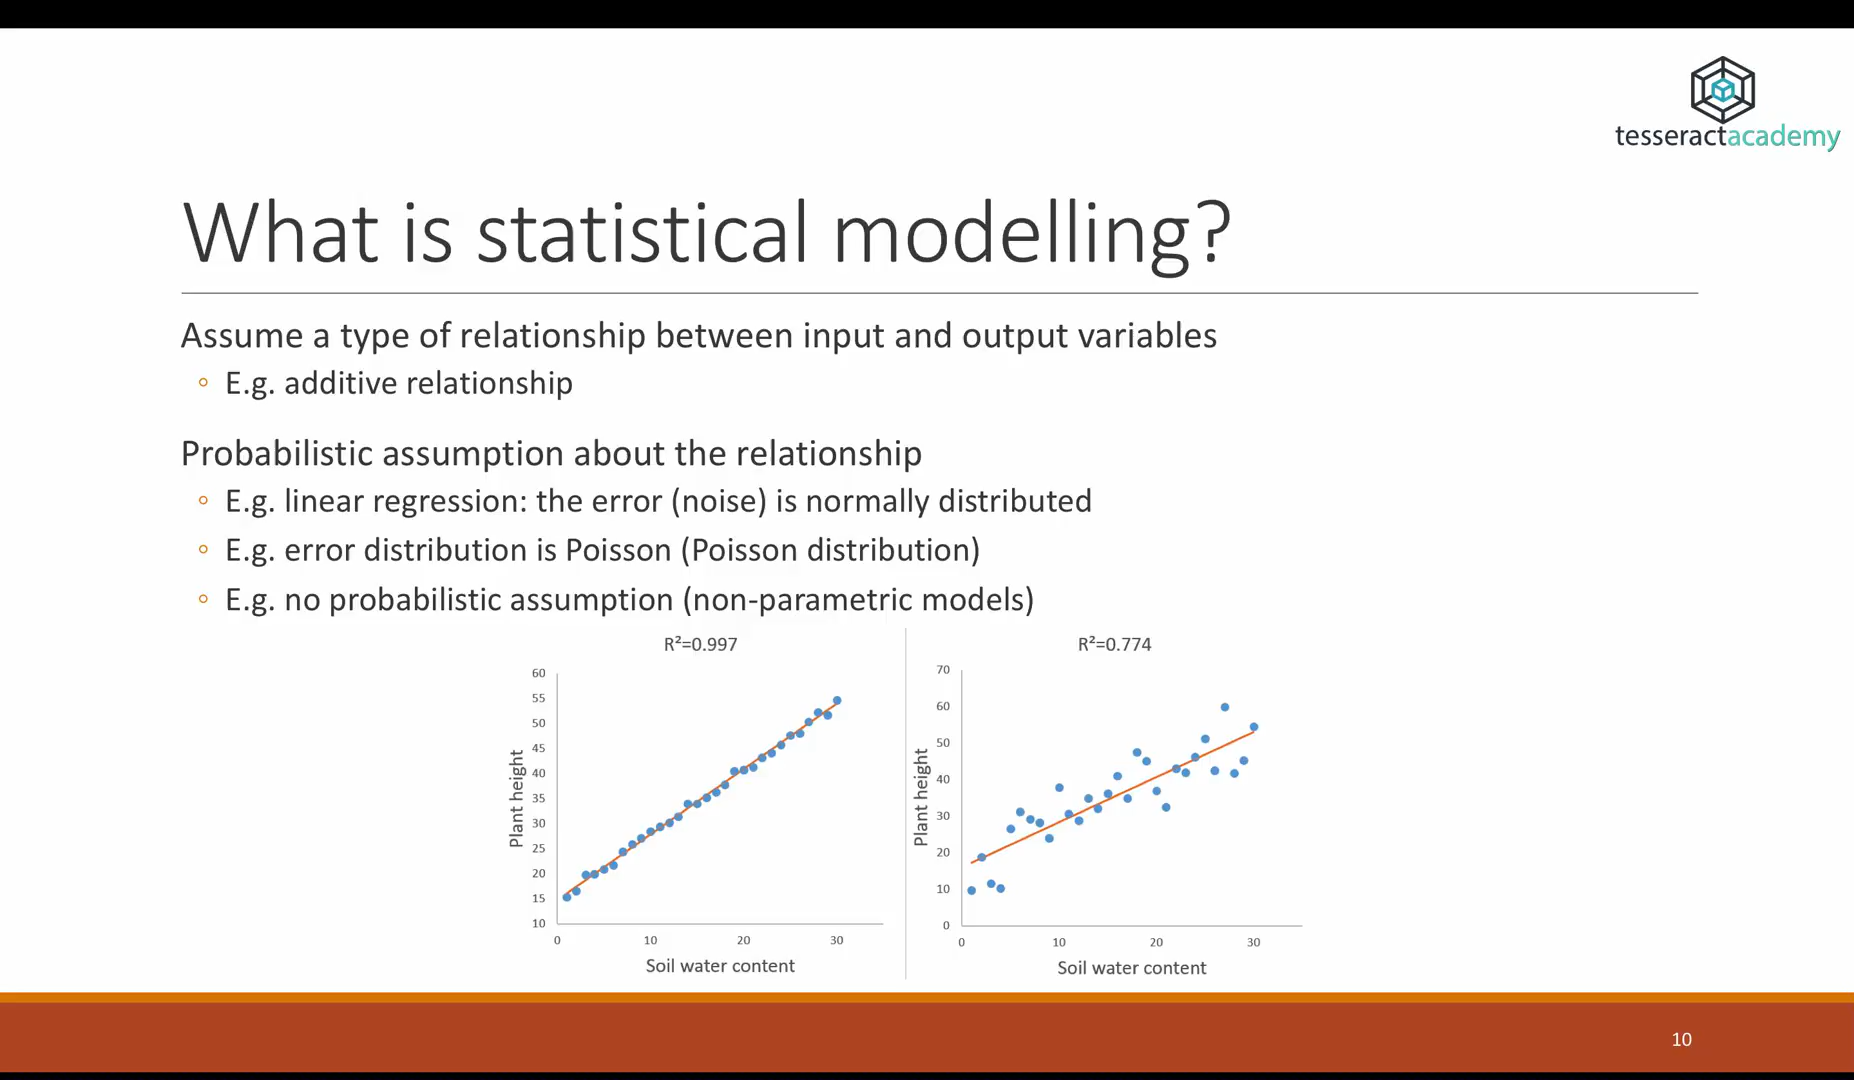 tesseractacademy
What is statistical modelling?
Assume a type of relationship between input and output variables
◦ E.g. additive relationship
Probabilistic assumption about the relationship
◦ E.g. linear regression: the error (noise) is normally distributed
◦ E.g. error distribution is Poisson (Poisson distribution)
◦ E.g. no probabilistic assumption (non-parametric models)
R²=0.997
60
55
50
45
40
35
30
25
20
15
10
Plant height
0 10 20 30
Soil water content
R²=0.774
70
60
50
40
30
20
10
0
Plant height
0 10 20 30
Soil water content
10